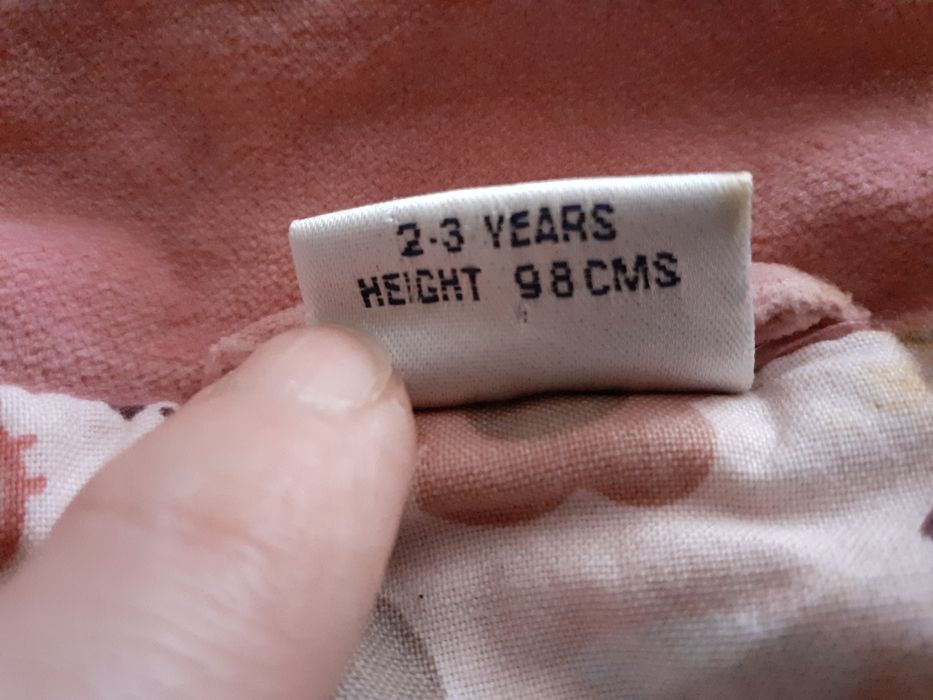 2-3 YEARS
HEIGHT 98CMS